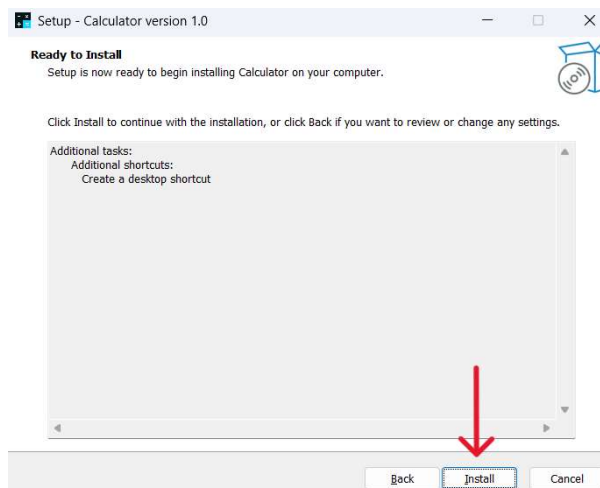 Setup - Calculator version 1.0
Ready to Install
Setup is now ready to begin installing Calculator on your computer.
Click Install to continue with the installation, or click Back if you want to review or change any settings.
Additional tasks:
Additional shortcuts:
Create a desktop shortcut
Back Install Cancel